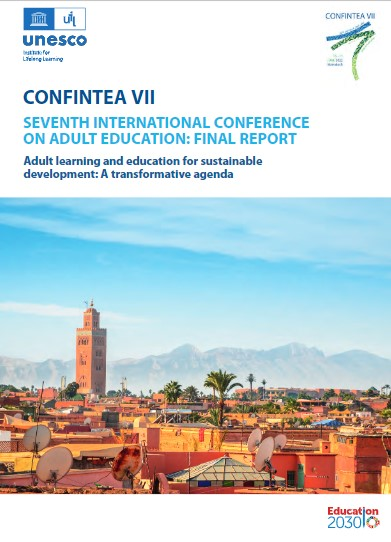 unesco
Institute for
Lifelong Learning
CONFINTEA VII
CONFINTEA VII
SEVENTH INTERNATIONAL CONFERENCE
ON ADULT EDUCATION: FINAL REPORT
Adult learning and education for sustainable
development: A transformative agenda
Education
2030